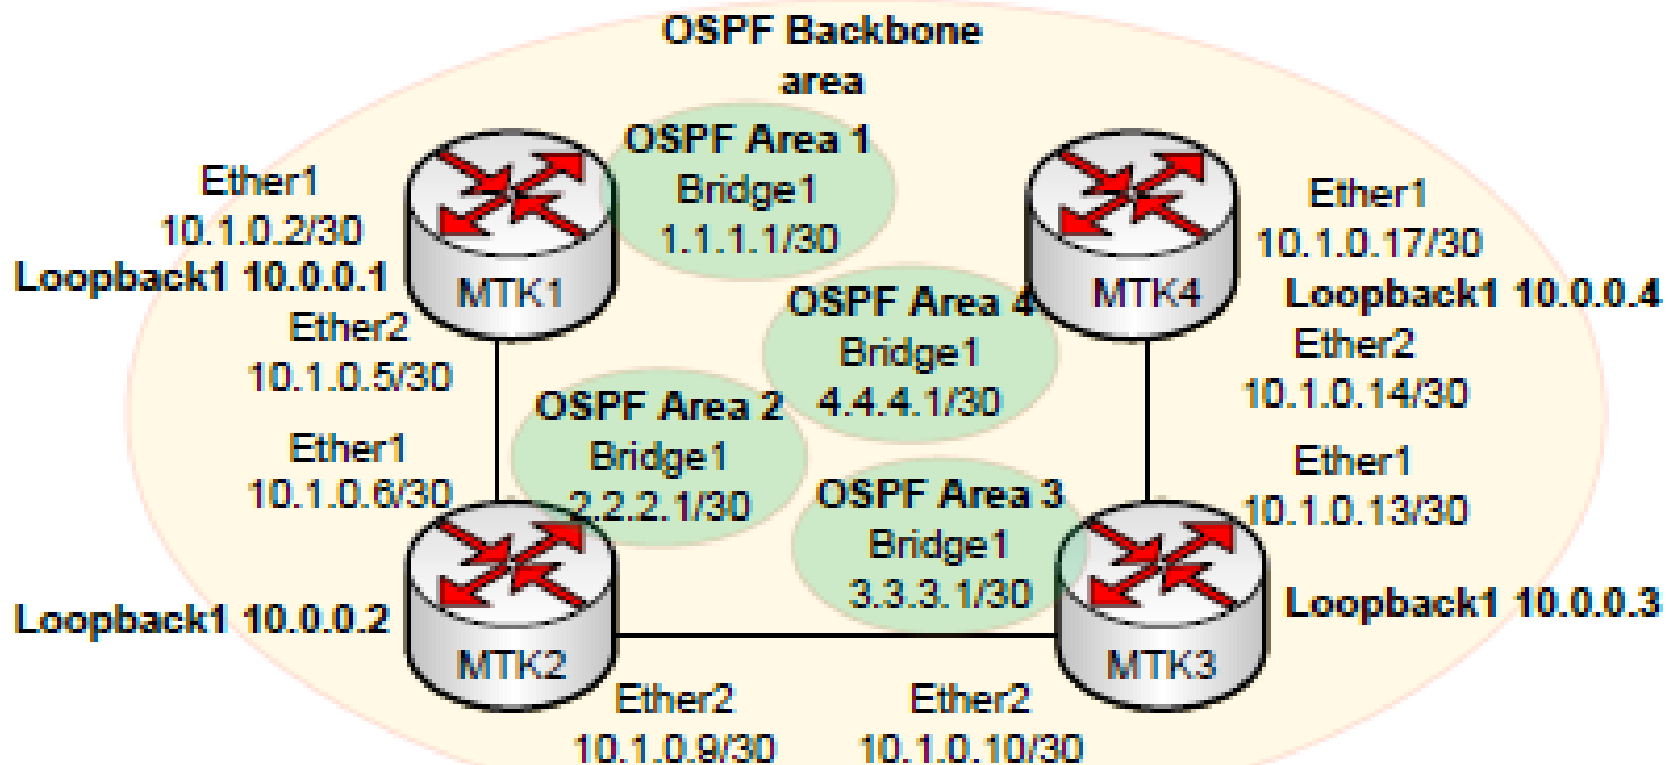 OSPF Backbone
area
OSPF Area 1
Bridge1
1.1.1.1/30
Ether1
10.1.0.2/30
Loopback1 10.0.0.1
MTK1
Ether2
10.1.0.5/30
Ether1
10.1.0.17/30
MTK4
Loopback1 10.0.0.4
Ether2
10.1.0.14/30
OSPF Area 4
Bridge1
4.4.4.1/30
OSPF Area 2
Bridge1
2.2.2.1/30
Ether1
10.1.0.6/30
OSPF Area 3
Bridge1
3.3.3.1/30
Ether1
10.1.0.13/30
Loopback1 10.0.0.2
MTK2
MTK3
Loopback1 10.0.0.3
Ether2
10.1.0.9/30
Ether2
10.1.0.10/30